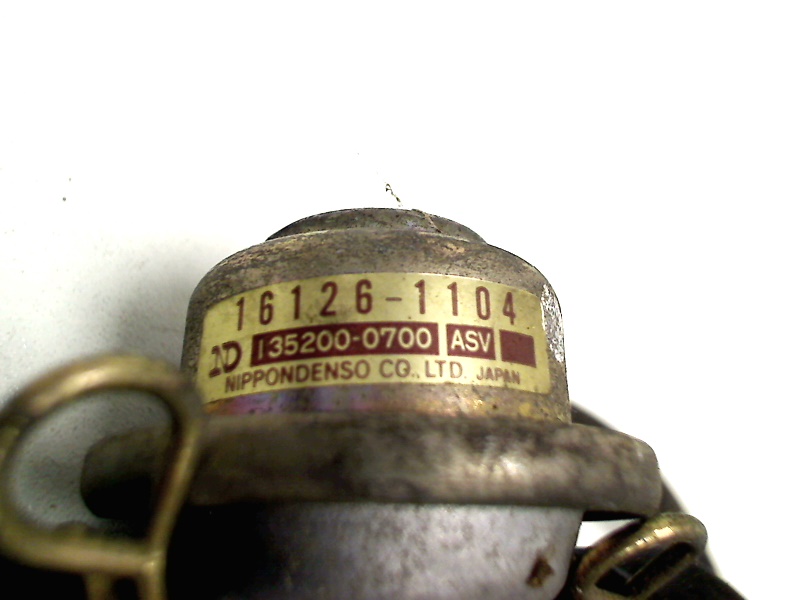 16126-1104
ND 135200-0700 ASV
NIPPONDENSO CO., LTD. JAPAN